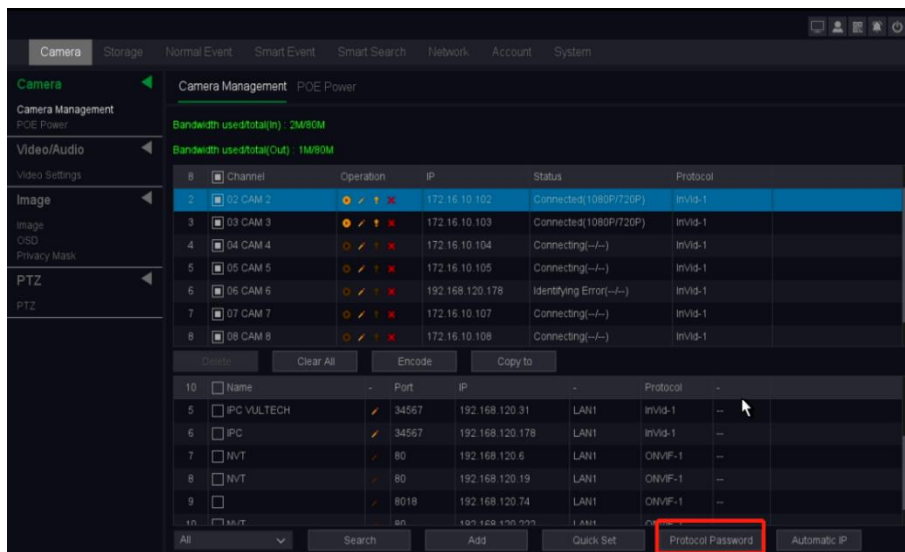 Camera Storage Normal Event Smart Event Smart Search Network Account System
Camera
Camera Management
POE Power
Video/Audio
Video Settings
Image
Image
OSD
Privacy Mask
PTZ
PTZ
Camera Management POE Power
Bandwidth used/total(In) : 2M/80M
Bandwidth used/total(Out) : 1M/80M
8 Channel Operation IP Status Protocol
2 02 CAM 2 172.16.10.102 Connected(1080P/720P) InVid-1
3 03 CAM 3 172.16.10.103 Connected(1080P/720P) InVid-1
4 04 CAM 4 172.16.10.104 Connecting(--/--) InVid-1
5 05 CAM 5 172.16.10.105 Connecting(--/--) InVid-1
6 06 CAM 6 192.168.120.178 Identifying Error(--/--) InVid-1
7 07 CAM 7 172.16.10.107 Connecting(--/--) InVid-1
8 08 CAM 8 172.16.10.108 Connecting(--/--) InVid-1
Delete Clear All Encode Copy to
10 Name - Port IP - Protocol -
5 IPC VULTECH 34567 192.168.120.31 LAN1 InVid-1 --
6 IPC 34567 192.168.120.178 LAN1 InVid-1 --
7 NVT 80 192.168.120.6 LAN1 ONVIF-1 --
8 NVT 80 192.168.120.19 LAN1 ONVIF-1 --
9 8018 192.168.120.74 LAN1 ONVIF-1 --
10 NVT 80 192.168.120.222 LAN1 ONVIF-1
All Search Add Quick Set Protocol Password Automatic IP